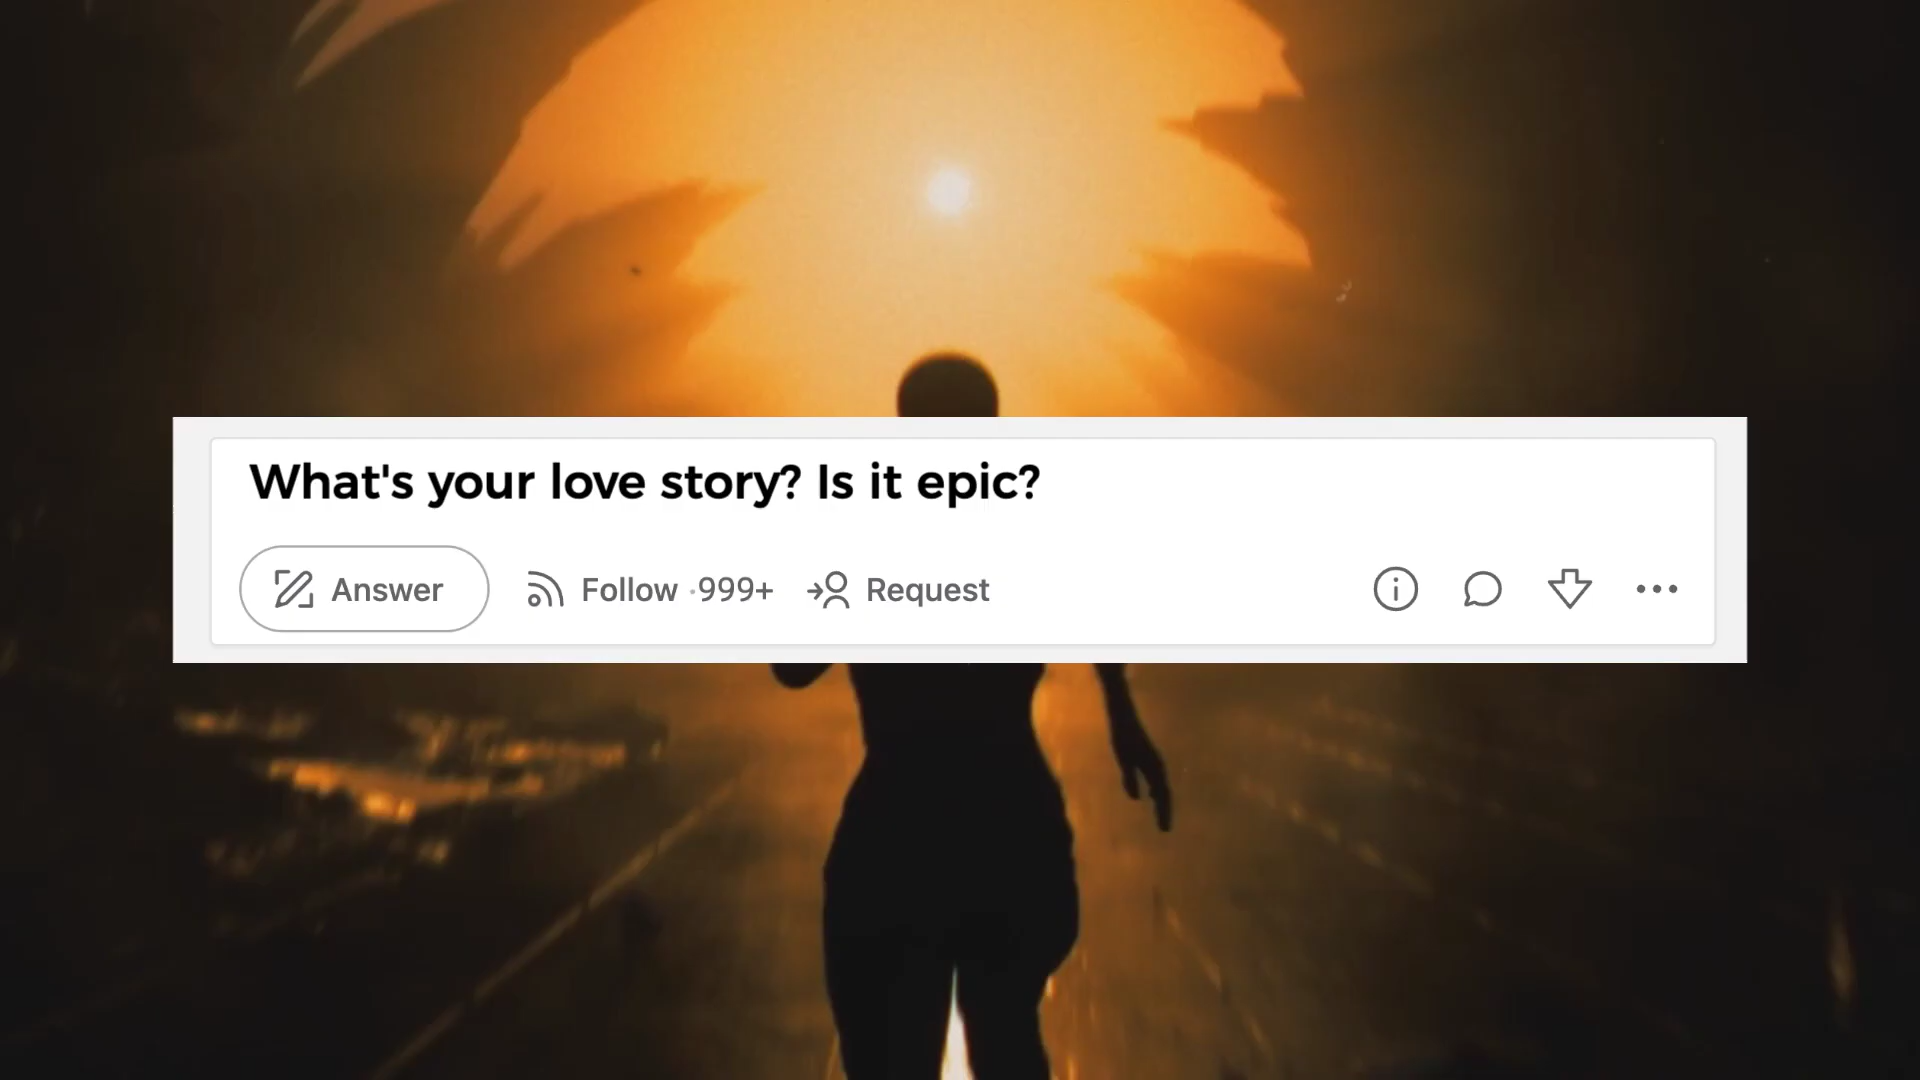 What's your love story? Is it epic?
Answer Follow ·999+ Request